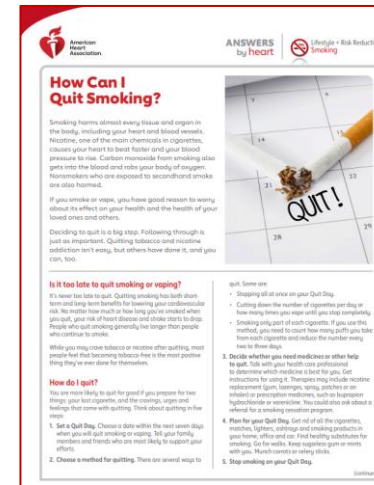 American
Heart
Association.
ANSWERS
by heart
Lifestyle + Risk Reducti
Smoking
How Can I
Quit Smoking?
Smoking harms almost every tissue and organ in
the body, including your heart and blood vessels.
Nicotine, one of the main chemicals in cigarettes,
causes your heart to beat faster and your blood
pressure to rise. Carbon monoxide from smoking also
gets into the blood and robs your body of oxygen.
Nonsmokers who are exposed to secondhand smoke
are also harmed.
If you smoke or vape, you have good reason to worry
about its effect on your health and the health of your
loved ones and others.
Deciding to quit is a big step. Following through is
just as important. Quitting tobacco and nicotine
addiction isn't easy, but others have done it, and you
can, too.
7
14
15
21
QUIT!
28
29
Is it too late to quit smoking or vaping?
It's never too late to quit. Quitting smoking has both short-
term and long-term benefits for lowering your cardiovascular
risk. No matter how much or how long you've smoked when
you quit, your risk of heart disease and stroke starts to drop.
People who quit smoking generally live longer than people
who continue to smoke.
While you may crave tobacco or nicotine after quitting, most
people feel that becoming tobacco-free is the most positive
thing they've ever done for themselves.
How do I quit?
You are more likely to quit for good if you prepare for two
things: your last cigarette, and the cravings, urges and
feelings that come with quitting. Think about quitting in five
steps:
1. Set a Quit Day. Choose a date within the next seven days
when you will quit smoking or vaping. Tell your family
members and friends who are most likely to support your
efforts.
2. Choose a method for quitting. There are several ways to
quit. Some are:
• Stopping all at once on your Quit Day.
• Cutting down the number of cigarettes per day or
how many times you vape until you stop completely.
• Smoking only part of each cigarette. If you use this
method, you need to count how many puffs you take
from each cigarette and reduce the number every
two to three days.
3. Decide whether you need medicines or other help
to quit. Talk with your health care professional
to determine which medicine is best for you. Get
instructions for using it. Therapies may include nicotine
replacement (gum, lozenges, spray, patches or an
inhaler) or prescription medicines, such as bupropion
hydrochloride or varenicline. You could also ask about a
referral for a smoking cessation program.
4. Plan for your Quit Day. Get rid of all the cigarettes,
matches, lighters, ashtrays and smoking products in
your home, office and car. Find healthy substitutes for
smoking. Go for walks. Keep sugarless gum or mints
with you. Munch carrots or celery sticks.
5. Stop smoking on your Quit Day.
(continue